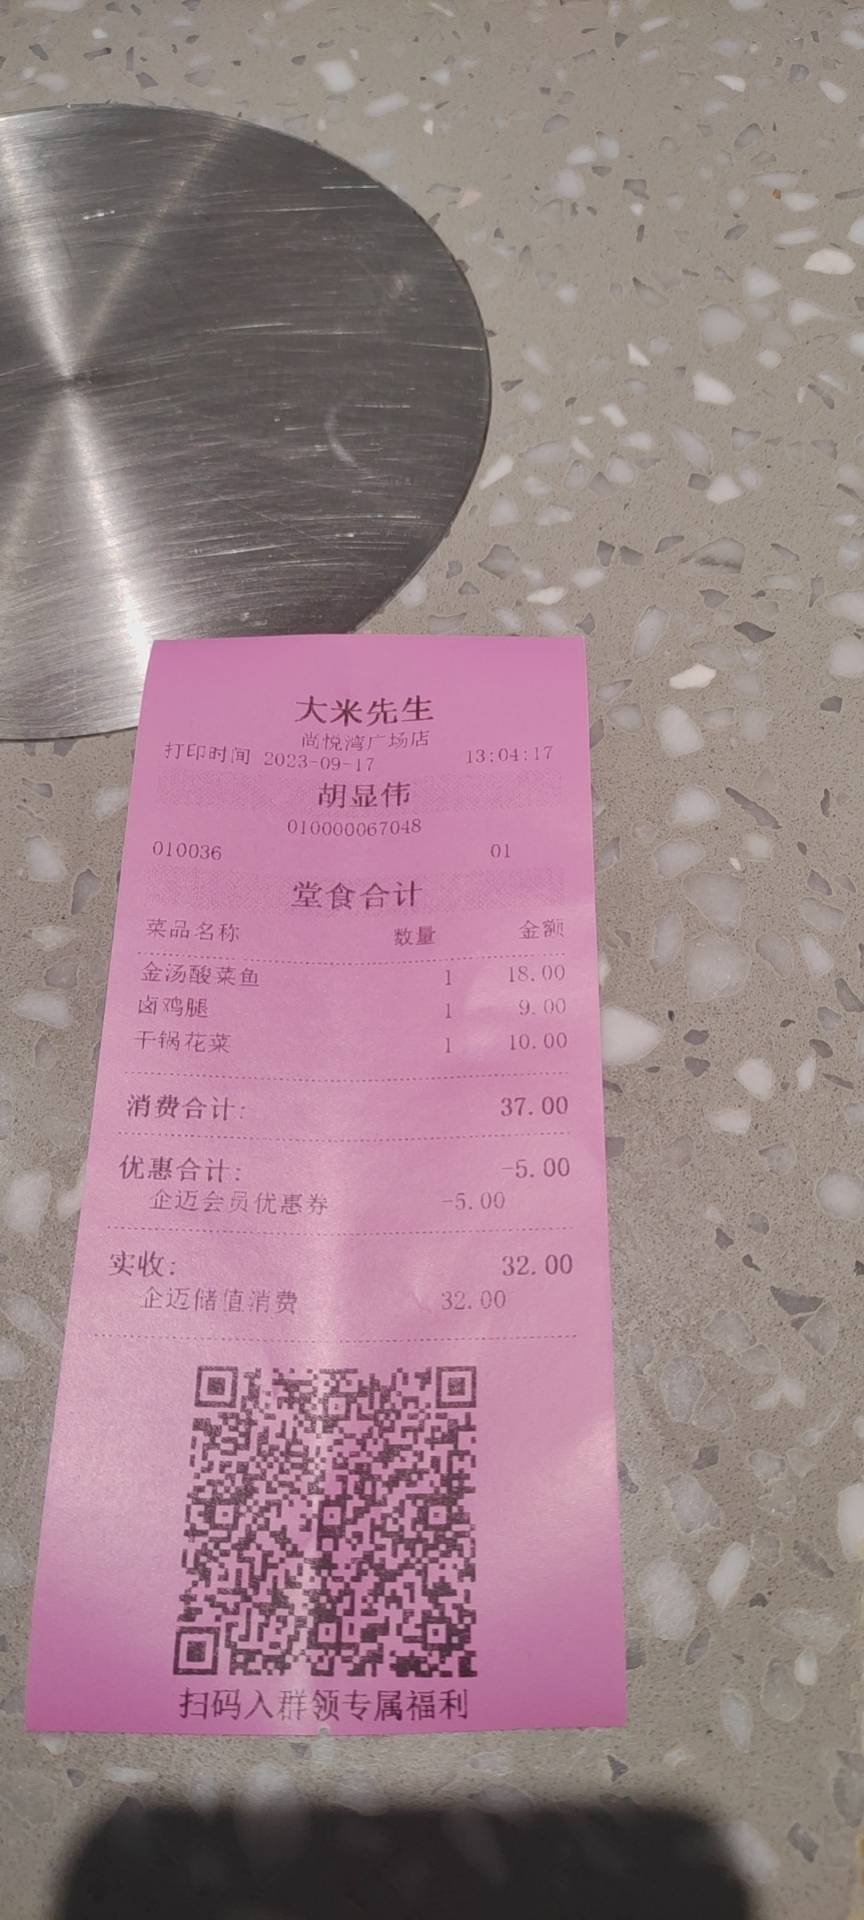 大米先生
尚悦湾广场店
打印时间 2023-09-17 13:04:17
胡显伟
010000067048
010036 01
堂食合计
菜品名称 数量 金额
金汤酸菜鱼 1 18.00
卤鸡腿 1 9.00
干锅花菜 1 10.00
消费合计: 37.00
优惠合计: -5.00
企迈会员优惠券 -5.00
实收: 32.00
企迈储值消费 32.00
扫码入群领专属福利